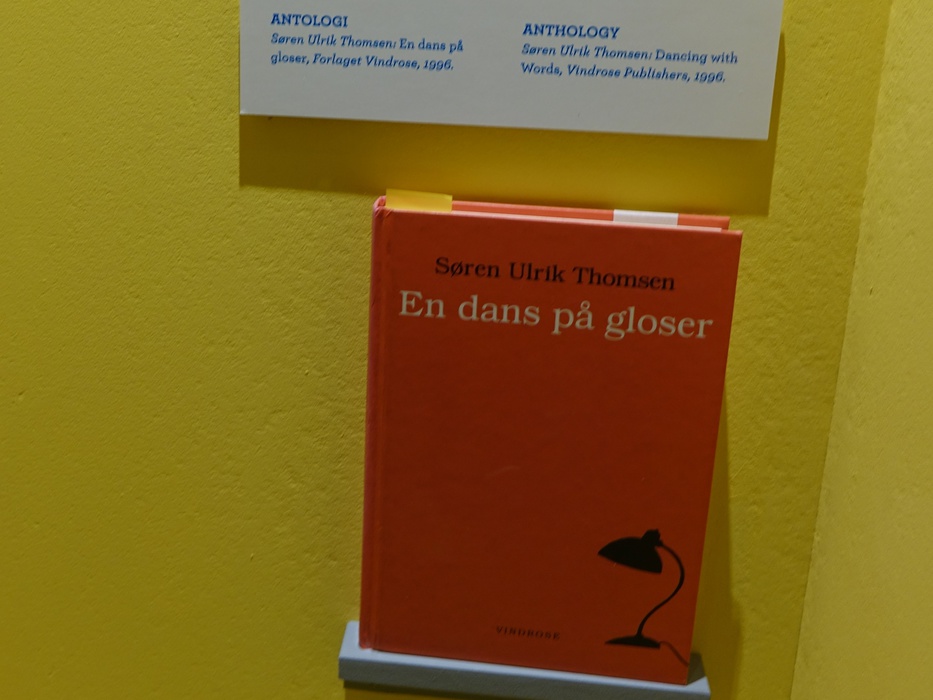 ANTOLOGI
Søren Ulrik Thomsen: En dans på
gloser, Forlaget Vindrose, 1996.
ANTHOLOGY
Søren Ulrik Thomsen: Dancing with
Words, Vindrose Publishers, 1996.
Søren Ulrik Thomsen
En dans på gloser
VINDROSE